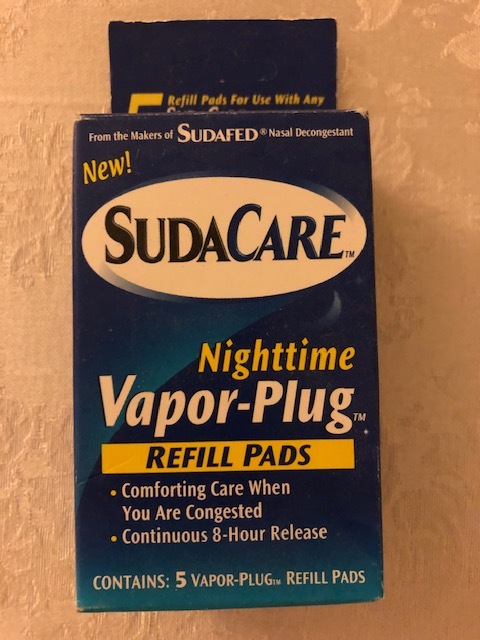 5 Refill Pads For Use With Any
From the Makers of SUDAFED® Nasal Decongestant
New!
SUDACARE™
Nighttime
Vapor-Plug™
REFILL PADS
• Comforting Care When
You Are Congested
• Continuous 8-Hour Release
CONTAINS: 5 VAPOR-PLUG™ REFILL PADS